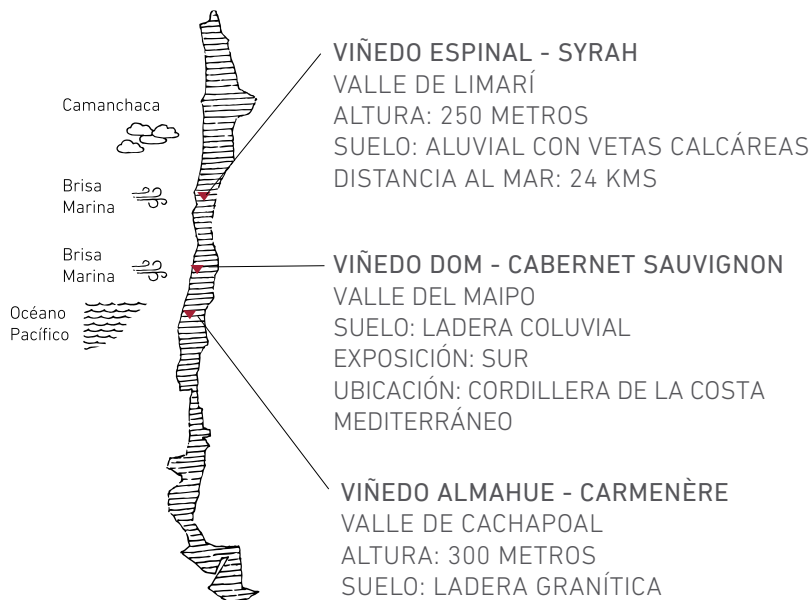 VIÑEDO ESPINAL - SYRAH
VALLE DE LIMARÍ
ALTURA: 250 METROS
SUELO: ALUVIAL CON VETAS CALCÁREAS
DISTANCIA AL MAR: 24 KMS
Camanchaca
Brisa
Marina
Brisa
Marina
Océano
Pacífico
VIÑEDO DOM - CABERNET SAUVIGNON
VALLE DEL MAIPO
SUELO: LADERA COLUVIAL
EXPOSICIÓN: SUR
UBICACIÓN: CORDILLERA DE LA COSTA
MEDITERRÁNEO
VIÑEDO ALMAHUE - CARMENÈRE
VALLE DE CACHAPOAL
ALTURA: 300 METROS
SUELO: LADERA GRANÍTICA